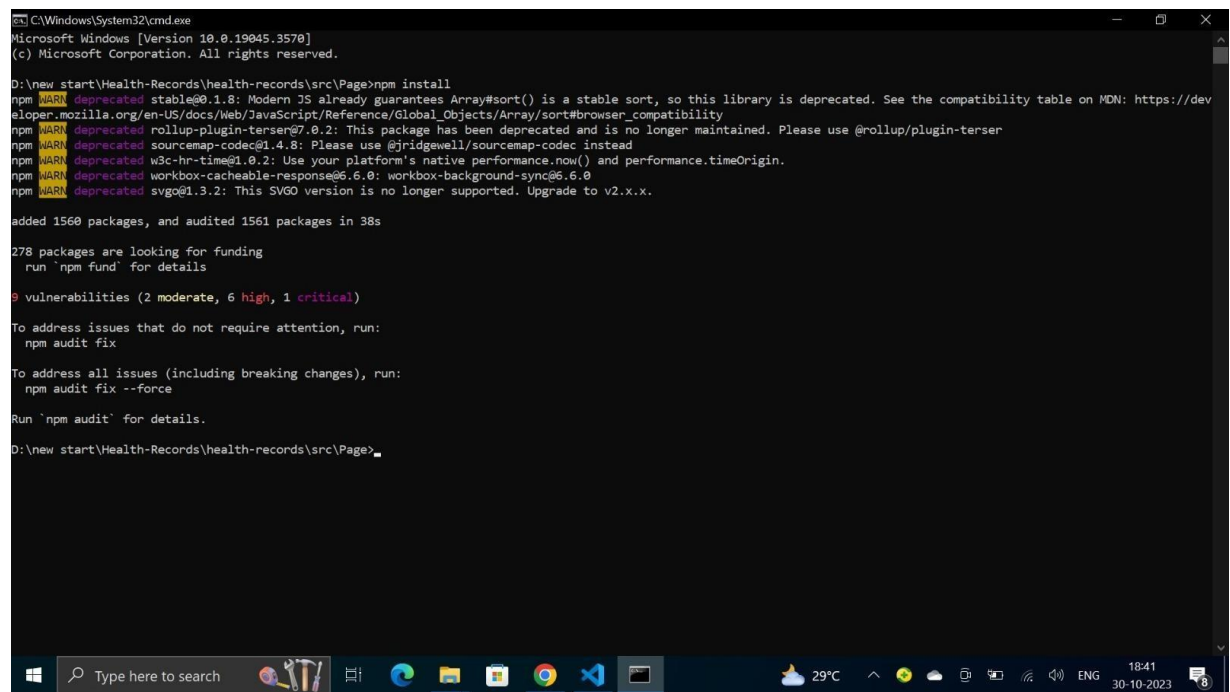 C:\Windows\System32\cmd.exe
Microsoft Windows [Version 10.0.19045.3570]
(c) Microsoft Corporation. All rights reserved.
D:\new start\Health-Records\health-records\src\Page>npm install
npm WARN deprecated stable@0.1.8: Modern JS already guarantees Array#sort() is a stable sort, so this library is deprecated. See the compatibility table on MDN: https://dev
eloper.mozilla.org/en-US/docs/Web/JavaScript/Reference/Global_Objects/Array/sort#browser_compatibility
npm WARN deprecated rollup-plugin-terser@7.0.2: This package has been deprecated and is no longer maintained. Please use @rollup/plugin-terser
npm WARN deprecated sourcemap-codec@1.4.8: Please use @jridgewell/sourcemap-codec instead
npm WARN deprecated w3c-hr-time@1.0.2: Use your platform's native performance.now() and performance.timeOrigin.
npm WARN deprecated workbox-cacheable-response@6.6.0: workbox-background-sync@6.6.0
npm WARN deprecated svgo@1.3.2: This SVGO version is no longer supported. Upgrade to v2.x.x.
added 1560 packages, and audited 1561 packages in 38s
278 packages are looking for funding
run `npm fund` for details
9 vulnerabilities (2 moderate, 6 high, 1 critical)
To address issues that do not require attention, run:
npm audit fix
To address all issues (including breaking changes), run:
npm audit fix --force
Run `npm audit` for details.
D:\new start\Health-Records\health-records\src\Page>
Type here to search
29°C
ENG
18:41
30-10-2023
8